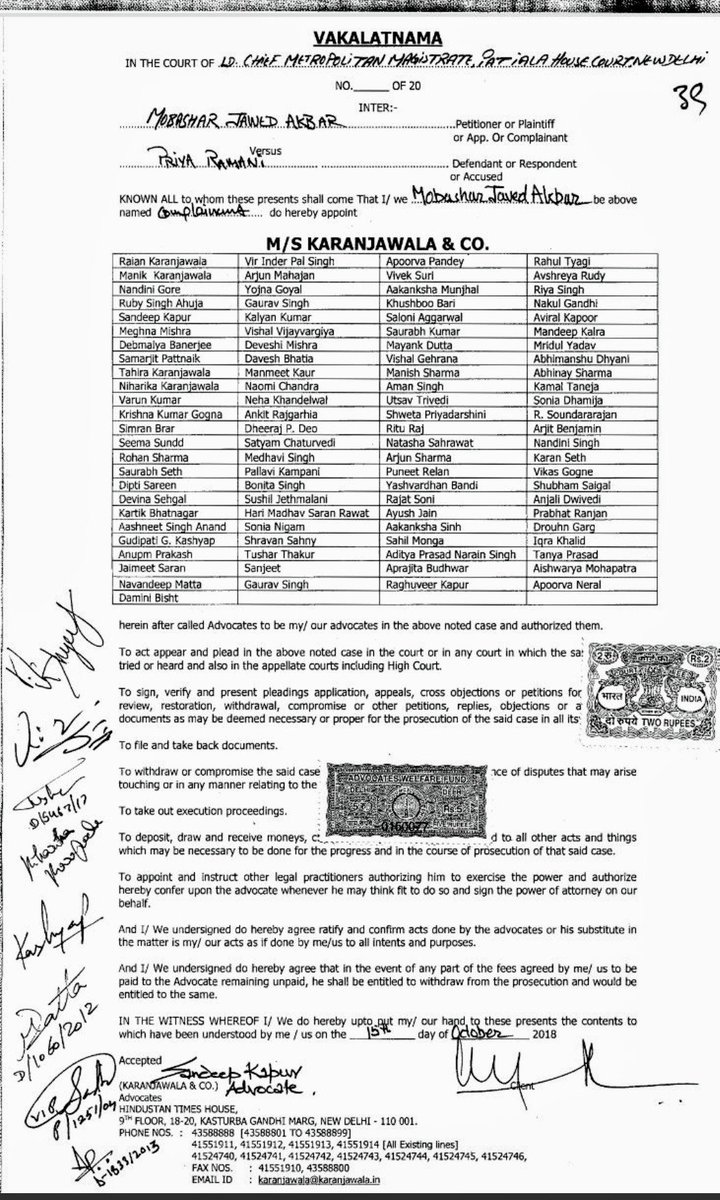 VAKALATNAMA
IN THE COURT OF LD. CHIEF METROPOLITAN MAGISTRATE, PATIALA HOUSE COURT, NEW DELHI
NO.______ OF 20
39
INTER:-
MOBASHAR JAWED AKBAR Petitioner or Plaintiff
or App. Or Complainant
Versus
PRIYA RAMANI Defendant or Respondent
or Accused
KNOWN ALL to whom these presents shall come That I/ we Mobashar Javed Akbar be above
named Complainant do hereby appoint
M/S KARANJAWALA & CO.
Raian Karanjawala Vir Inder Pal Singh Apoorva Pandey Rahul Tyagi
Manik Karanjawala Arjun Mahajan Vivek Suri Avshreya Rudy
Nandini Gore Yojna Goyal Aakanksha Munjhal Riya Singh
Ruby Singh Ahuja Gaurav Singh Khushboo Bari Nakul Gandhi
Sandeep Kapur Kalyan Kumar Saloni Aggarwal Aviral Kapoor
Meghna Mishra Vishal Vijayvargiya Saurabh Kumar Mandeep Kalra
Debmalya Banerjee Deveshi Mishra Mayank Dutta Mridul Yadav
Samarjit Pattnaik Davesh Bhatia Vishal Gehrana Abhimanshu Dhyani
Tahira Karanjawala Manmeet Kaur Manish Sharma Abhinay Sharma
Niharika Karanjawala Naomi Chandra Aman Singh Kamal Taneja
Varun Kumar Neha Khandelwal Utsav Trivedi Sonia Dhamija
Krishna Kumar Gogna Ankit Rajgarhia Shweta Priyadarshini R. Soundararajan
Simran Brar Dheeraj P. Deo Ritu Raj Arjit Benjamin
Seema Sundd Satyam Chaturvedi Natasha Sahrawat Nandini Singh
Rohan Sharma Medhavi Singh Arjun Sharma Karan Seth
Saurabh Seth Pallavi Kampani Puneet Relan Vikas Gogne
Dipti Sareen Bonita Singh Yashvardhan Bandi Shubham Saigal
Devina Sehgal Sushil Jethmalani Rajat Soni Anjali Dwivedi
Kartik Bhatnagar Hari Madhav Saran Rawat Ayush Jain Prabhat Ranjan
Aashneet Singh Anand Sonia Nigam Aakanksha Sinh Drouhn Garg
Gudipati G. Kashyap Shravan Sahny Sahil Monga Iqra Khalid
Anupm Prakash Tushar Thakur Aditya Prasad Narain Singh Tanya Prasad
Jaimeet Saran Sanjeet Aprajita Budhwar Aishwarya Mohapatra
Navandeep Matta Gaurav Singh Raghuveer Kapur Apoorva Neral
Damini Bisht
herein after called Advocates to be my/ our advocates in the above noted case and authorized them.
To act appear and plead in the above noted case in the court or in any court in which the sa
tried or heard and also in the appellate courts including High Court.
2 रु Rs.2
भारत INDIA
दो रुपये TWO RUPEES
To sign, verify and present pleadings application, appeals, cross objections or petitions for
review, restoration, withdrawal, compromise or other petitions, replies, objections or a
documents as may be deemed necessary or proper for the prosecution of the said case in all its
To file and take back documents.
To withdraw or compromise the said case nce of disputes that may arise
touching or in any manner relating to the
ADVOCATES WELFARE FUND
0160077
To take out execution proceedings.
To deposit, draw and receive moneys, c d to all other acts and things
which may be necessary to be done for the progress and in the course of prosecution of that said case.
To appoint and instruct other legal practitioners authorizing him to exercise the power and authorize
hereby confer upon the advocate whenever he may think fit to do so and sign the power of attorney on our
behalf.
And I/ We undersigned do hereby agree ratify and confirm acts done by the advocates or his substitute in
the matter is my/ our acts as if done by me/us to all intents and purposes.
And I/ We undersigned do hereby agree that in the event of any part of the fees agreed by me/ us to be
paid to the Advocate remaining unpaid, he shall be entitled to withdraw from the prosecution and would be
entitled to the same.
IN THE WITNESS WHEREOF I/ We do hereby upto put my/ our hand to these presents the contents to
which have been understood by me / us on the 15th day of October 2018
Accepted
Sandeep Kapur
(KARANJAWALA & CO.) Advocate. Client
Advocates
HINDUSTAN TIMES HOUSE,
9TH FLOOR, 18-20, KASTURBA GANDHI MARG, NEW DELHI - 110 001.
PHONE NOS. : 43588888 [43588801 TO 43588899]
41551911, 41551912, 41551913, 41551914 [All Existing lines]
41524740, 41524741, 41524742, 41524743, 41524744, 41524745, 41524746,
FAX NOS. : 41551910, 43588800
EMAIL ID : karanjawala@karanjawala.in
D/5467/17
Kashyap
Matta
D/1060/2012